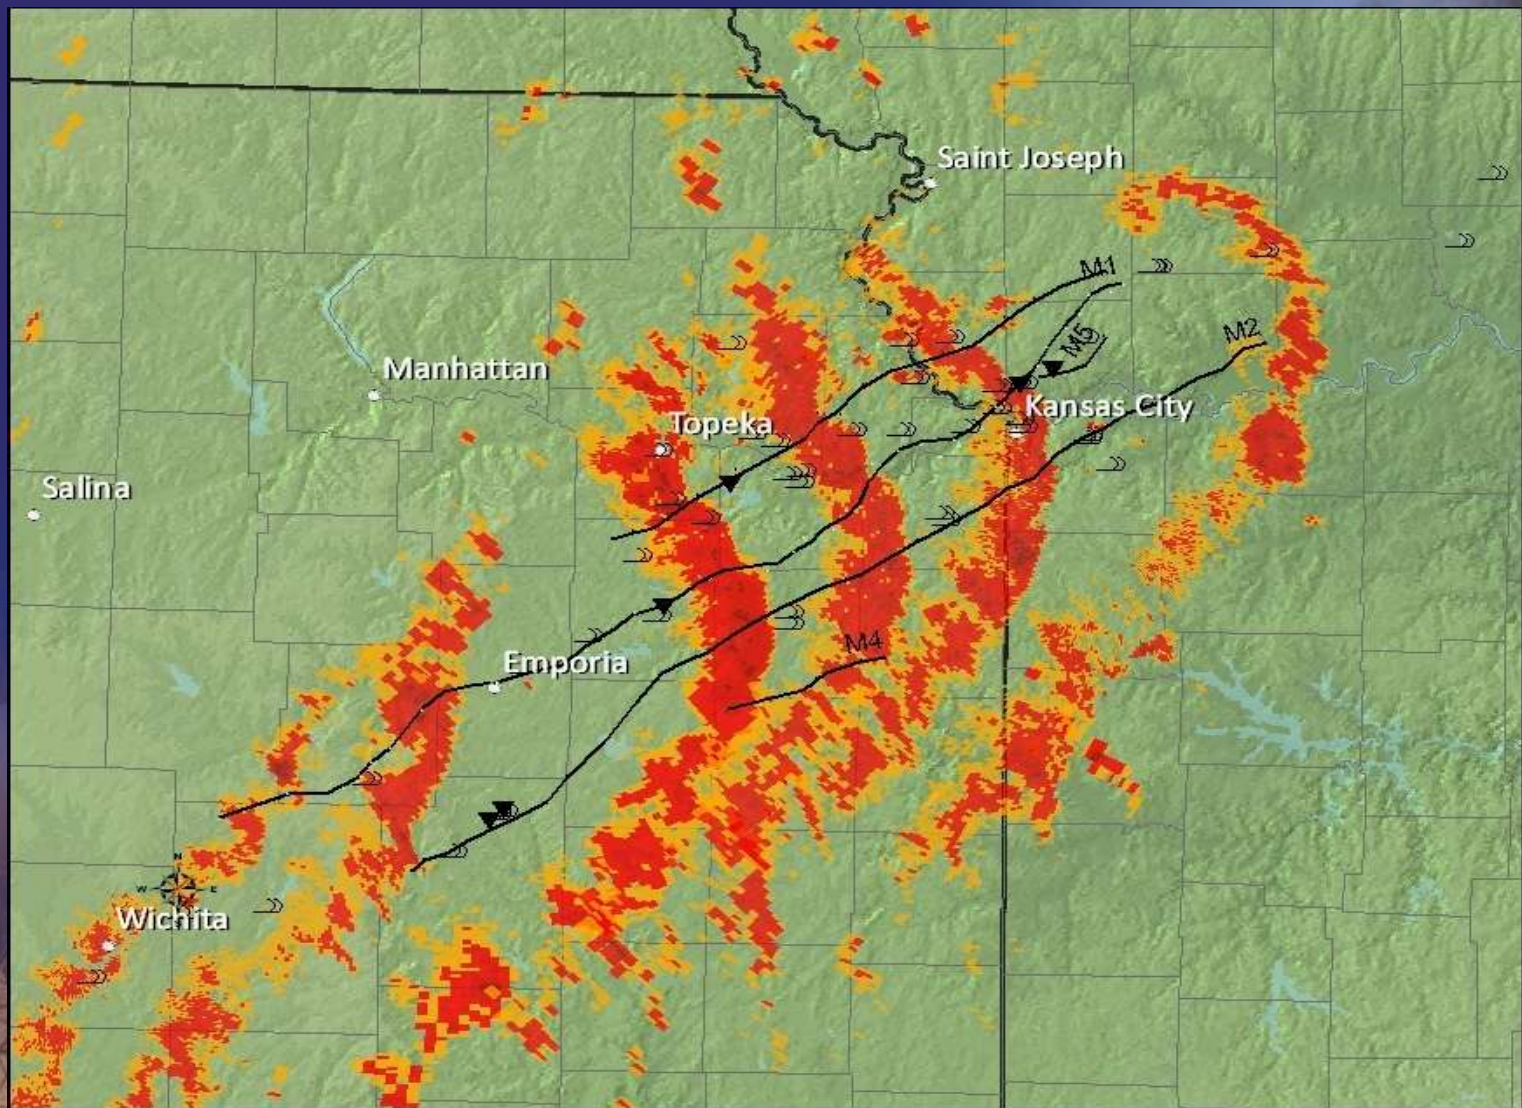 Saint Joseph
M1
M2
M5
Manhattan
Kansas City
Topeka
Salina
M4
Emporia
N
W E
Wichita